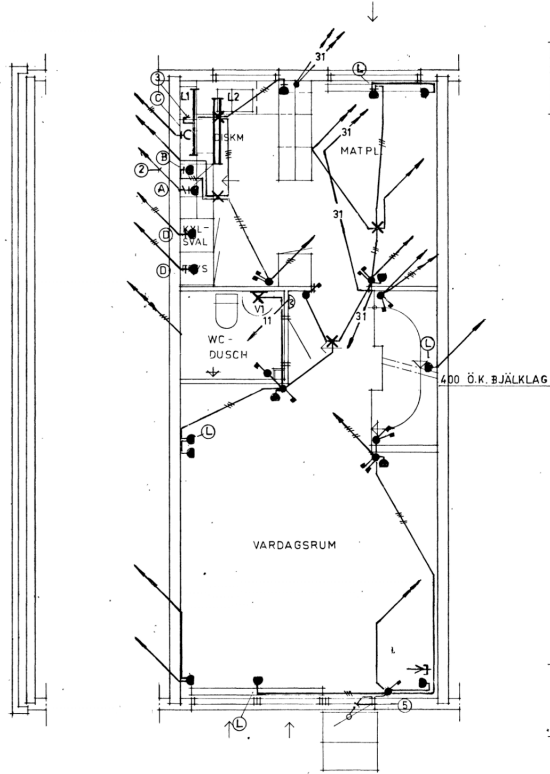 31
L
3
L1
L2
C
DISKM
31
MATPL
B
2
A
31
D
KYL-
SVAL
D
FRYS
V1
11
31
WC-
DUSCH
L
400 Ö.K. BJÄLKLAG
L
VARDAGSRUM
L
5